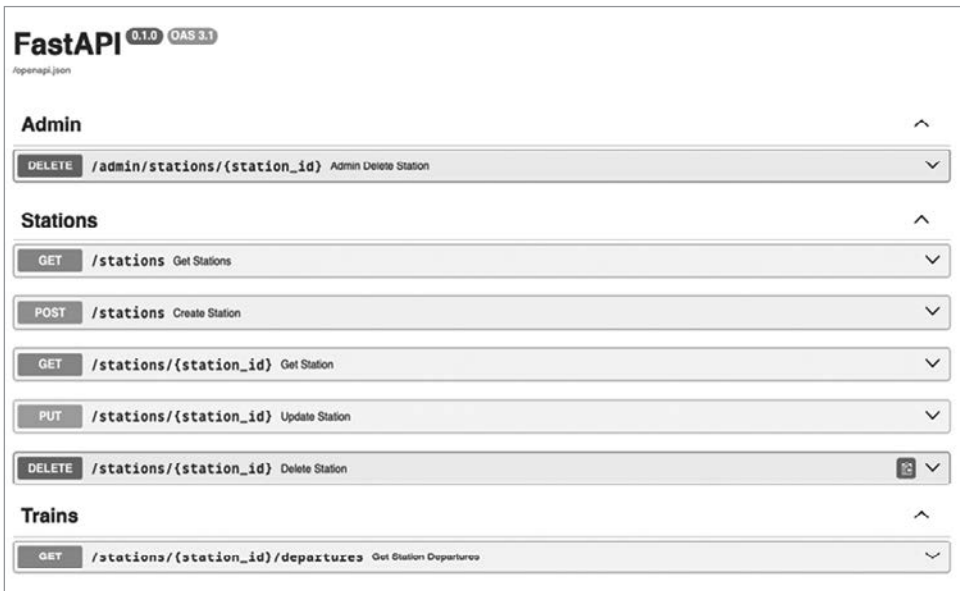 FastAPI 0.1.0 OAS 3.1
/openapi.json
Admin
DELETE /admin/stations/{station_id} Admin Delete Station
Stations
GET /stations Get Stations
POST /stations Create Station
GET /stations/{station_id} Get Station
PUT /stations/{station_id} Update Station
DELETE /stations/{station_id} Delete Station
Trains
GET /stations/{station_id}/departures Get Station Departures